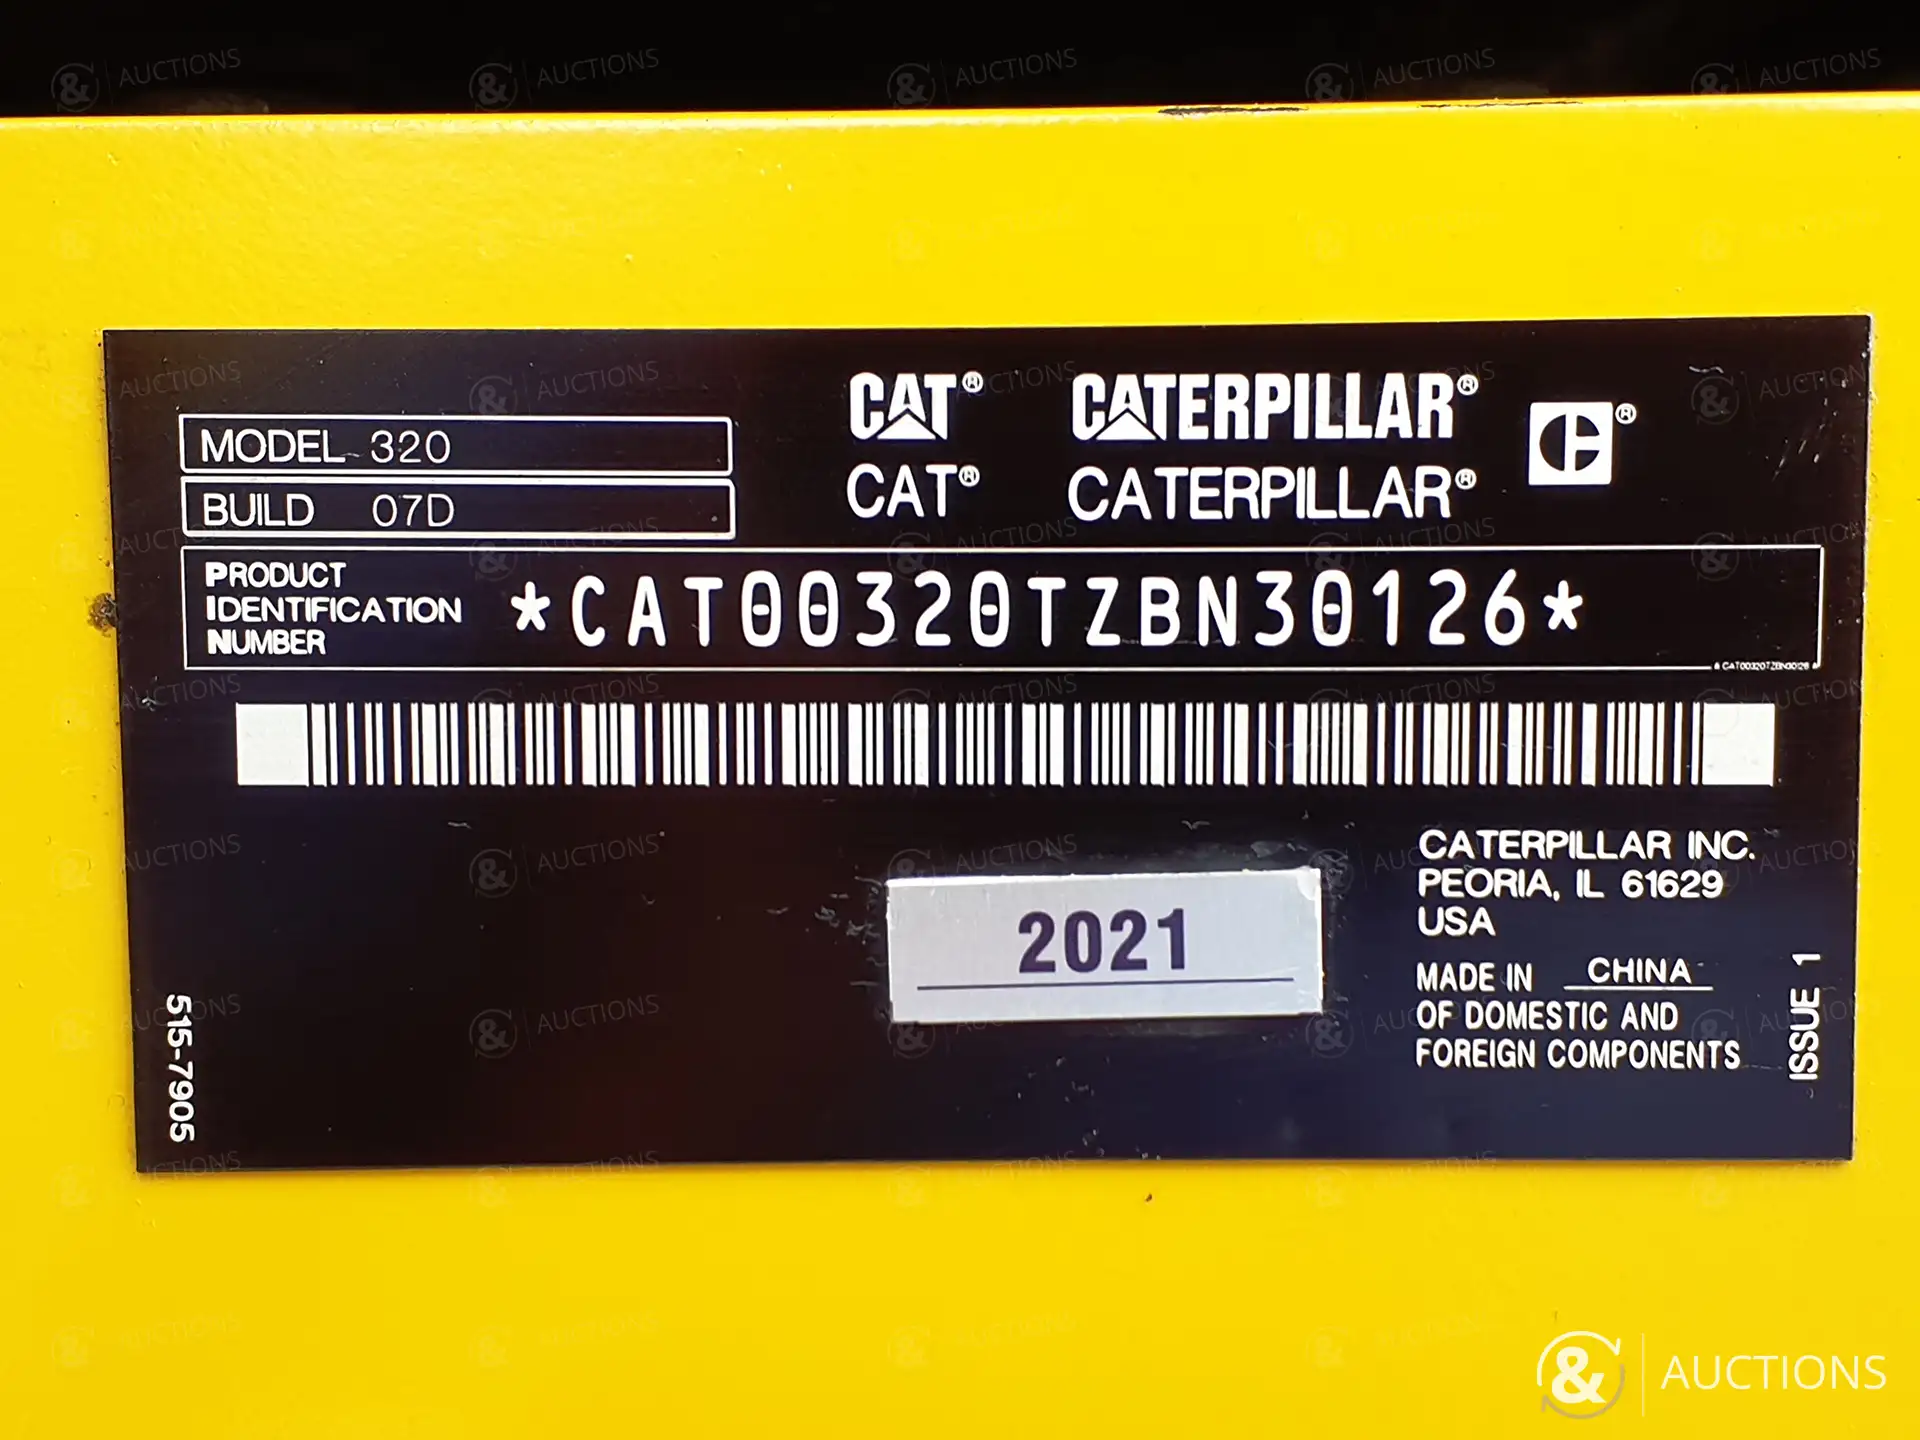 MODEL 320
BUILD 07D
CAT® CATERPILLAR® ®
CAT® CATERPILLAR®
PRODUCT
IDENTIFICATION
NUMBER
*CAT00320TZBN30126*
* CAT00320TZBN30126 *
2021
CATERPILLAR INC.
PEORIA, IL 61629
USA
MADE IN CHINA
OF DOMESTIC AND
FOREIGN COMPONENTS
ISSUE 1
515-7905
& AUCTIONS